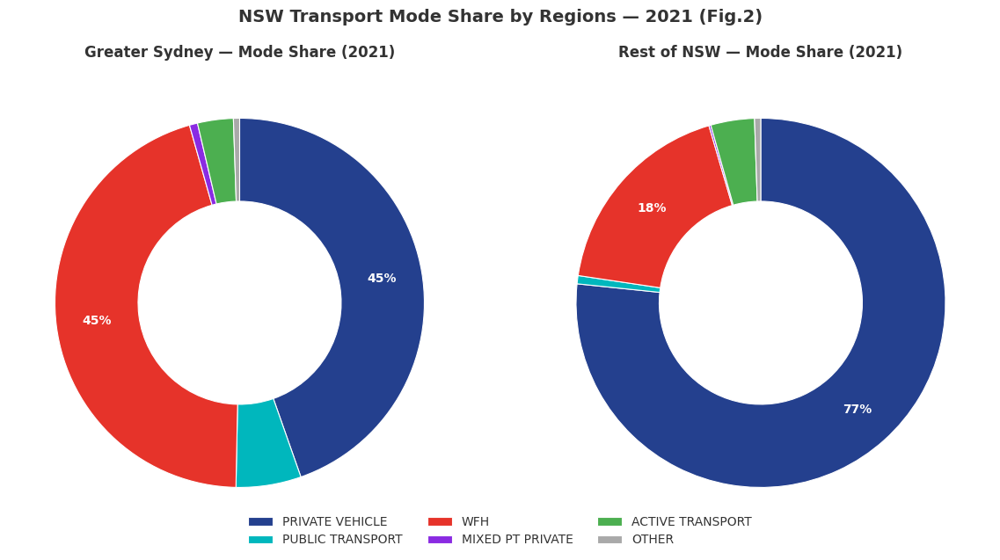 NSW Transport Mode Share by Regions — 2021 (Fig.2)
Greater Sydney — Mode Share (2021)
Rest of NSW — Mode Share (2021)
18%
45%
45%
77%
PRIVATE VEHICLE
PUBLIC TRANSPORT
WFH
MIXED PT PRIVATE
ACTIVE TRANSPORT
OTHER